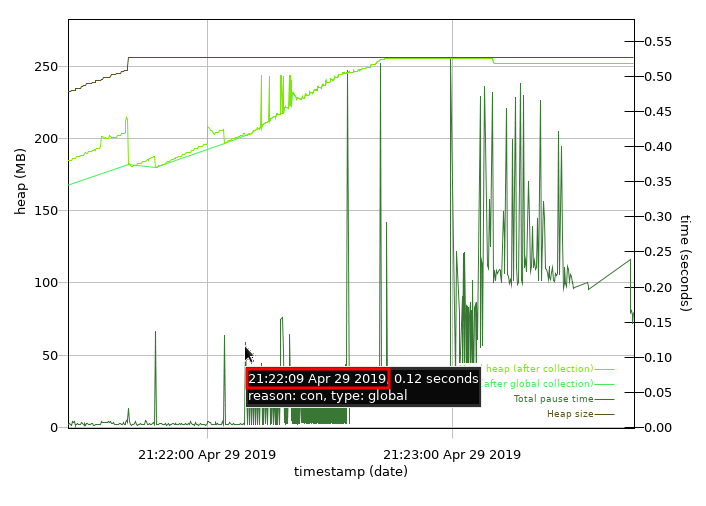 250
200
150
100
50
0
heap (MB)
0.55
0.50
0.45
0.40
0.35
0.30
0.25
0.20
0.15
0.10
0.05
0.00
time (seconds)
21:22:09 Apr 29 2019, 0.12 seconds
reason: con, type: global
heap (after collection)
after global collection)
Total pause time
Heap size
21:22:00 Apr 29 2019
21:23:00 Apr 29 2019
timestamp (date)